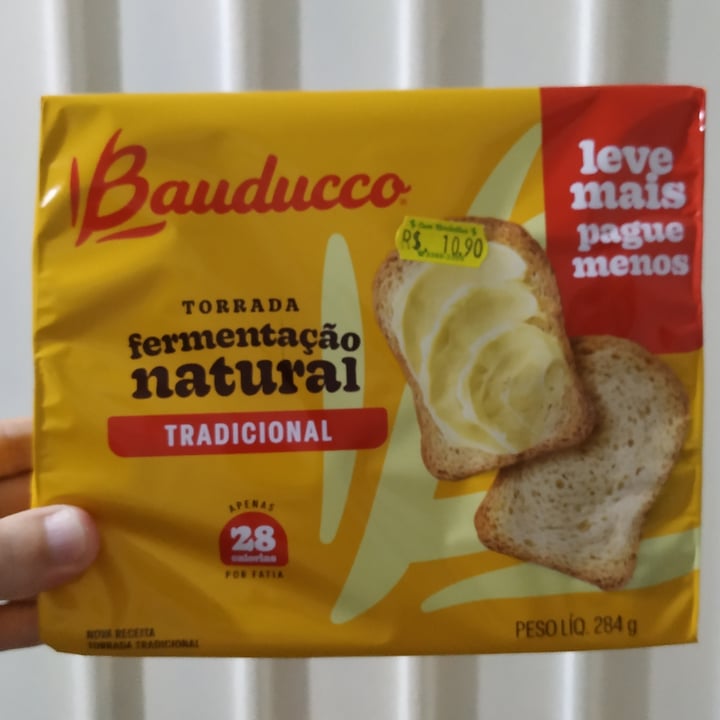 Bauducco
leve
mais
pague
menos
R$ 10,90
TORRADA
fermentação
natural
TRADICIONAL
APENAS
28
calorias
POR FATIA
NOVA RECEITA
TORRADA TRADICIONAL
PESO LÍQ. 284 g